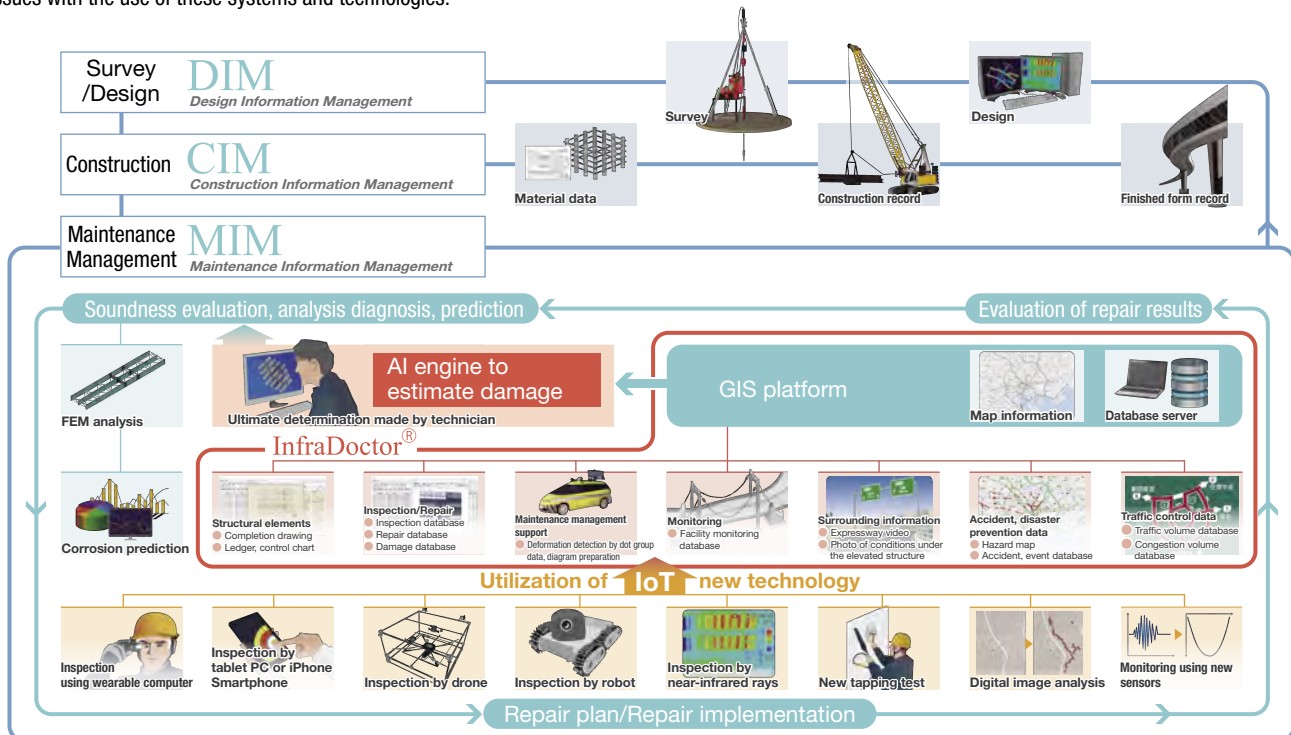 issues with the use of these systems and technologies.
Survey
/Design
DIM
Design Information Management
Survey
Design
Construction
CIM
Construction Information Management
Material data
Construction record
Finished form record
Maintenance
Management
MIM
Maintenance Information Management
Soundness evaluation, analysis diagnosis, prediction
Evaluation of repair results
FEM analysis
AI engine to
estimate damage
Ultimate determination made by technician
GIS platform
Map information
Database server
InfraDoctor®
Corrosion prediction
Structural elements
Completion drawing
Ledger, control chart
Inspection/Repair
Inspection database
Repair database
Damage database
Maintenance management
support
Deformation detection by dot group
data, diagram preparation
Monitoring
Facility monitoring
database
Surrounding information
Expressway video
Photo of conditions under
the elevated structure
Accident, disaster
prevention data
Hazard map
Accident, event database
Traffic control data
Traffic volume database
Congestion volume
database
Utilization of IoT new technology
Inspection
using wearable computer
Inspection by
tablet PC or iPhone
Smartphone
Inspection by drone
Inspection by robot
Inspection by
near-infrared rays
New tapping test
Digital image analysis
Monitoring using new
sensors
Repair plan/Repair implementation